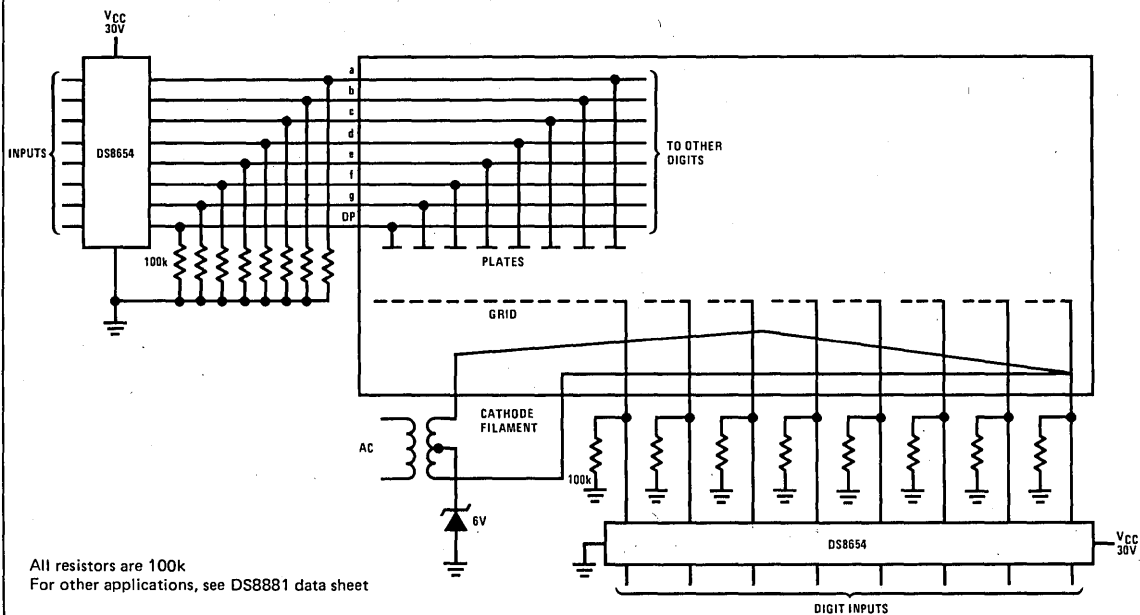 VCC
30V
a
b
c
d
e
f
g
DP
INPUTS
DS8654
TO OTHER
DIGITS
100k
PLATES
GRID
CATHODE
FILAMENT
AC
6V
100k
DS8654
VCC
30V
DIGIT INPUTS
All resistors are 100k
For other applications, see DS8881 data sheet